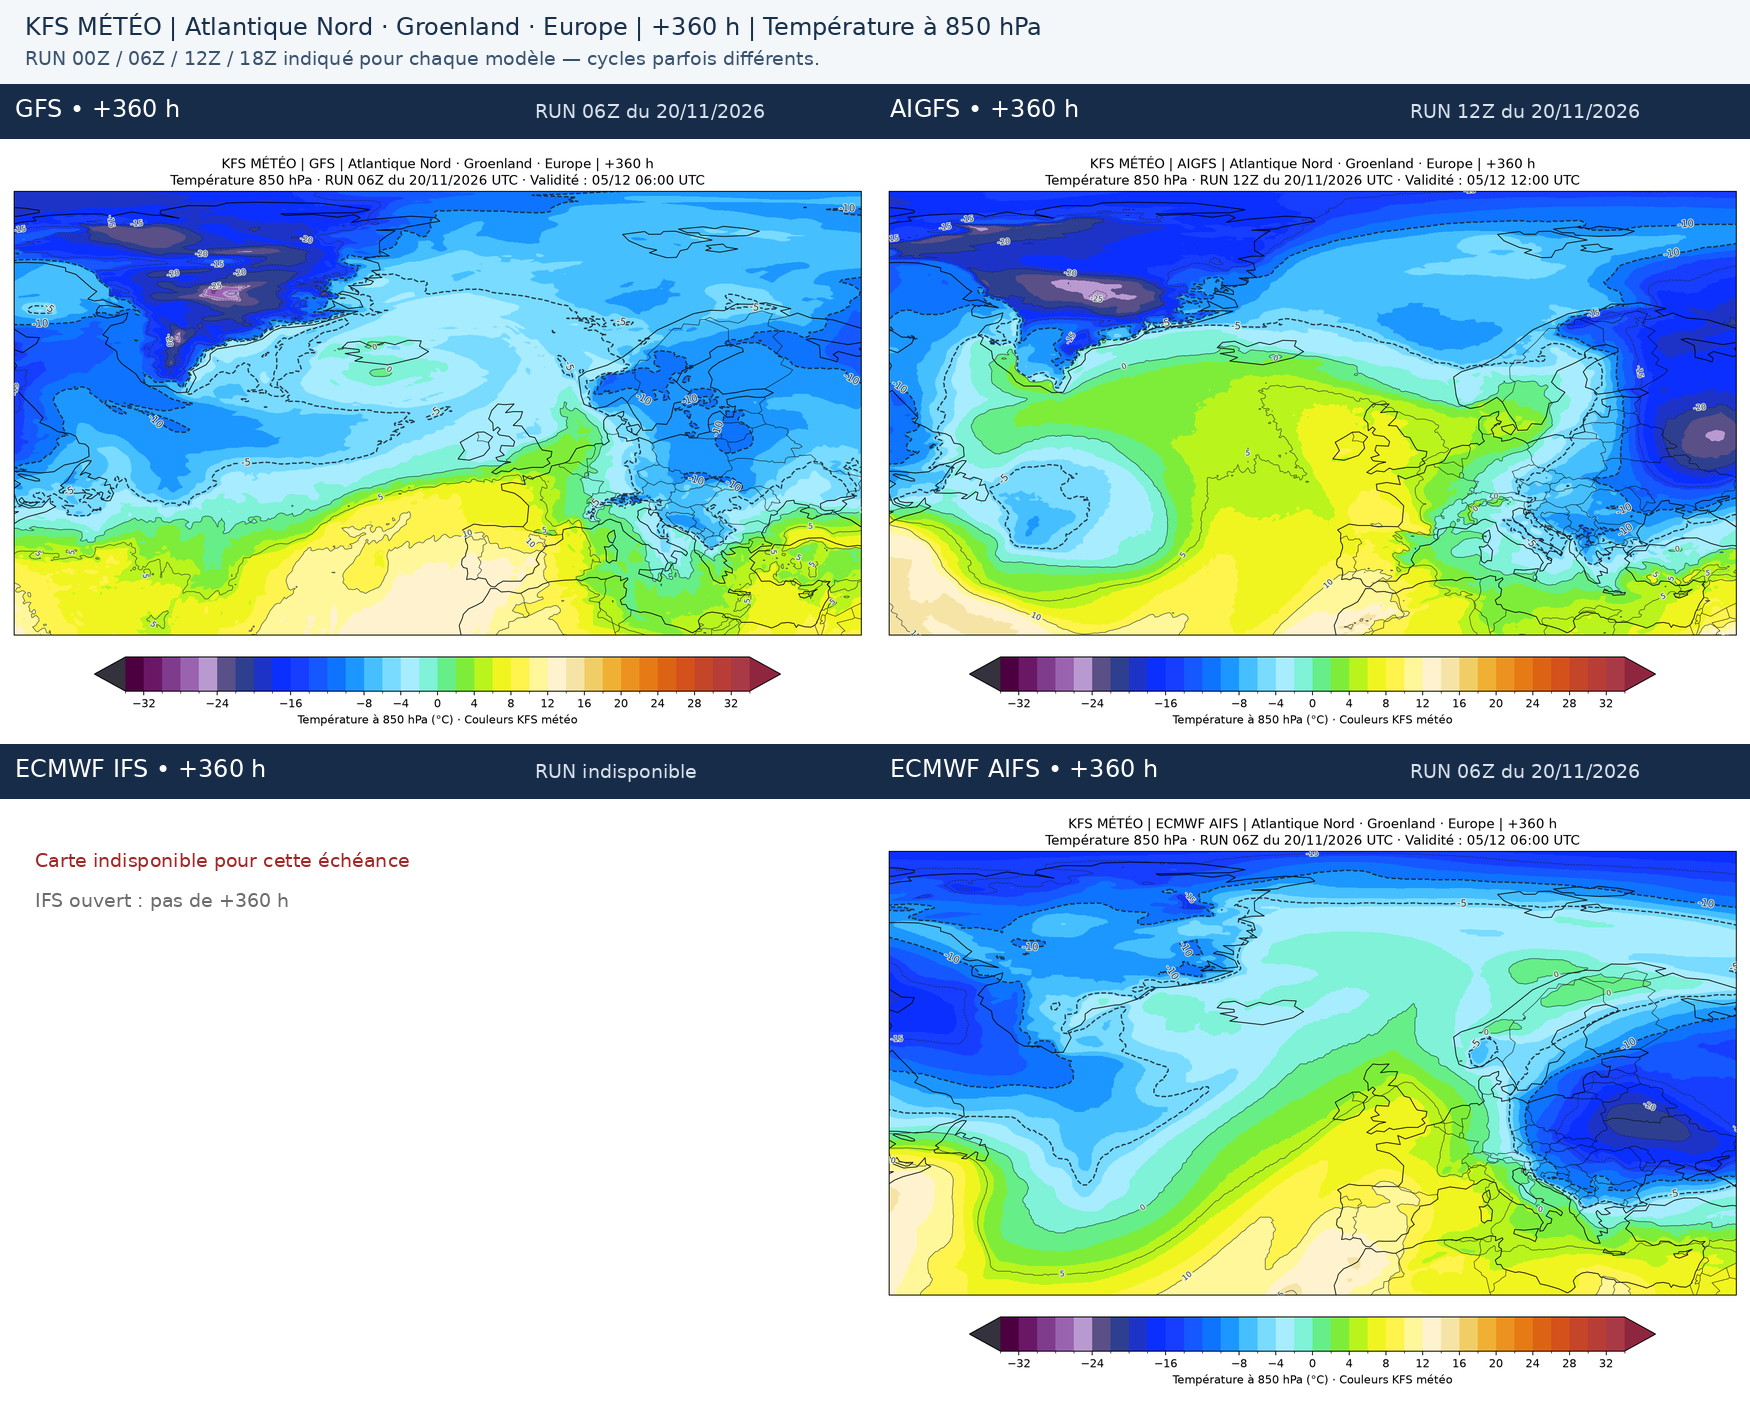 KFS MÉTÉO | Atlantique Nord · Groenland · Europe | +360 h | Température à 850 hPa
RUN 00Z / 06Z / 12Z / 18Z indiqué pour chaque modèle — cycles parfois différents.
GFS • +360 h
RUN 06Z du 20/11/2026
KFS MÉTÉO | GFS | Atlantique Nord · Groenland · Europe | +360 h
Température 850 hPa · RUN 06Z du 20/11/2026 UTC · Validité : 05/12 06:00 UTC
−32 −24 −16 −8 −4 0 4 8 12 16 20 24 28 32
Température à 850 hPa (°C) · Couleurs KFS météo
AIGFS • +360 h
RUN 12Z du 20/11/2026
KFS MÉTÉO | AIGFS | Atlantique Nord · Groenland · Europe | +360 h
Température 850 hPa · RUN 12Z du 20/11/2026 UTC · Validité : 05/12 12:00 UTC
−32 −24 −16 −8 −4 0 4 8 12 16 20 24 28 32
Température à 850 hPa (°C) · Couleurs KFS météo
ECMWF IFS • +360 h
RUN indisponible
Carte indisponible pour cette échéance
IFS ouvert : pas de +360 h
ECMWF AIFS • +360 h
RUN 06Z du 20/11/2026
KFS MÉTÉO | ECMWF AIFS | Atlantique Nord · Groenland · Europe | +360 h
Température 850 hPa · RUN 06Z du 20/11/2026 UTC · Validité : 05/12 06:00 UTC
−32 −24 −16 −8 −4 0 4 8 12 16 20 24 28 32
Température à 850 hPa (°C) · Couleurs KFS météo